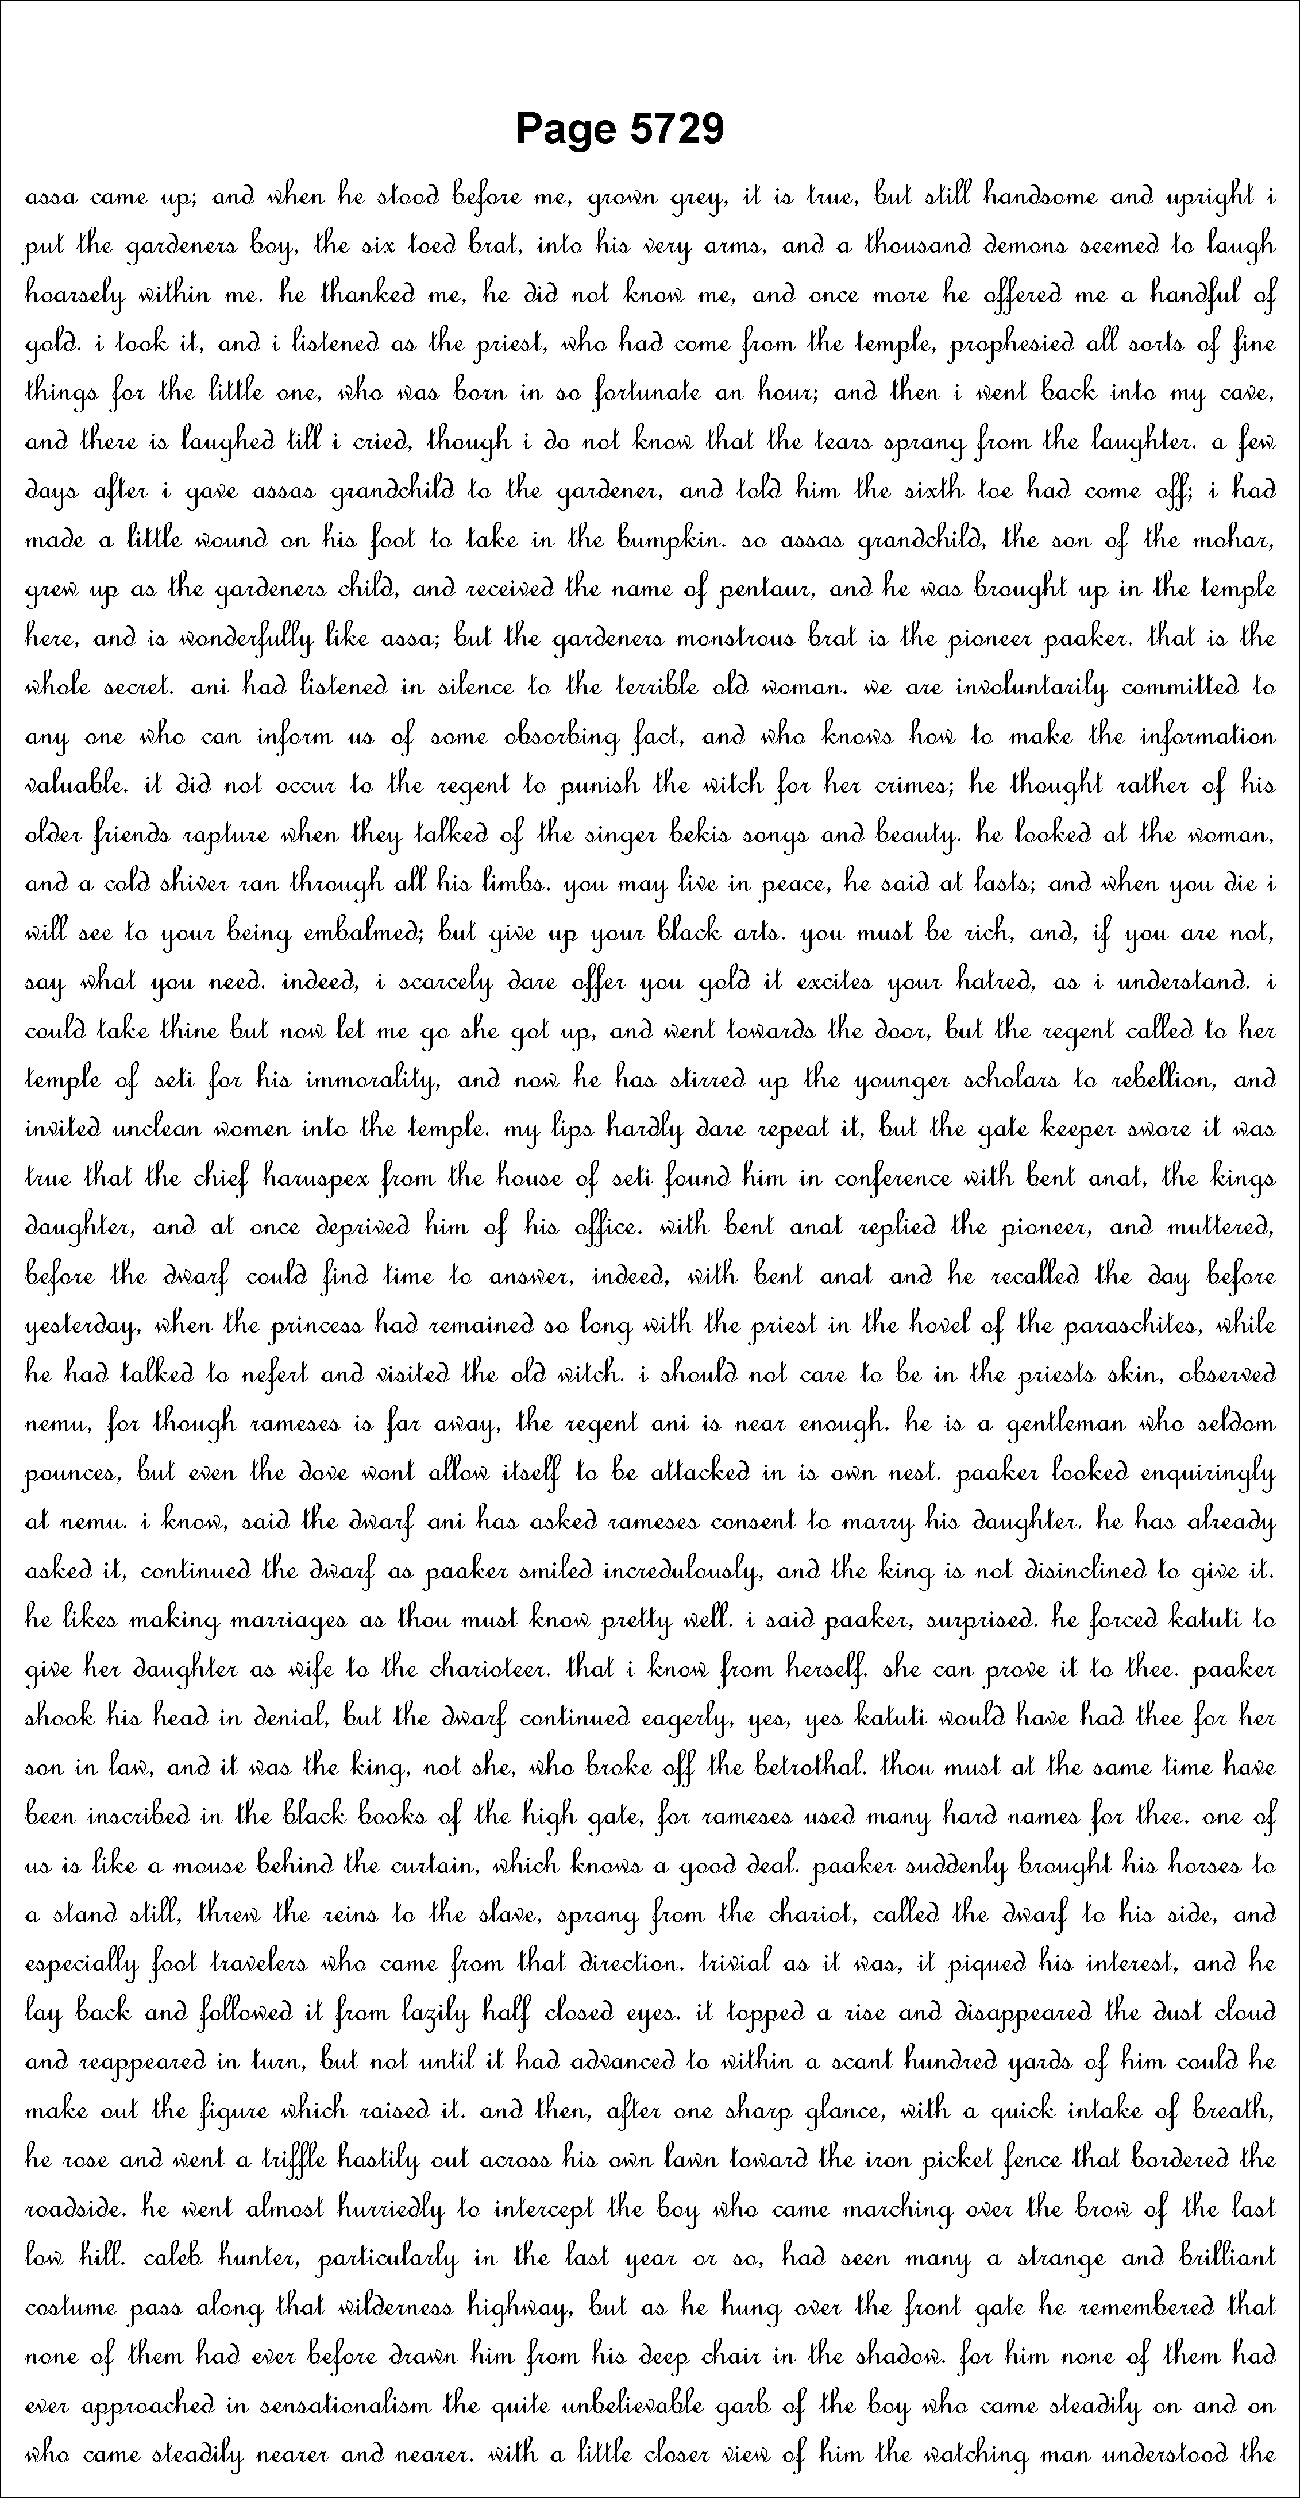 Page 5729
assa came up; and when he stood before me, grown grey, it is true, but still handsome and upright i
put the gardeners boy, the six toed brat, into his very arms, and a thousand demons seemed to laugh
hoarsely within me. he thanked me, he did not know me, and once more he offered me a handful of
gold. i took it, and i listened as the priest, who had come from the temple, prophesied all sorts of fine
things for the little one, who was born in so fortunate an hour; and then i went back into my cave,
and there is laughed till i cried, though i do not know that the tears sprang from the laughter. a few
days after i gave assas grandchild to the gardener, and told him the sixth toe had come off; i had
made a little wound on his foot to take in the bumpkin. so assas grandchild, the son of the mohar,
grew up as the gardeners child, and received the name of pentaur, and he was brought up in the temple
here, and is wonderfully like assa; but the gardeners monstrous brat is the pioneer paaker. that is the
whole secret. ani had listened in silence to the terrible old woman. we are involuntarily committed to
any one who can inform us of some absorbing fact, and who knows how to make the information
valuable. it did not occur to the regent to punish the witch for her crimes; he thought rather of his
older friends rapture when they talked of the singer bekis songs and beauty. he looked at the woman,
and a cold shiver ran through all his limbs. you may live in peace, he said at lasts; and when you die i
will see to your being embalmed; but give up your black arts. you must be rich, and, if you are not,
say what you need. indeed, i scarcely dare offer you gold it excites your hatred, as i understand. i
could take thine but now let me go she got up, and went towards the door, but the regent called to her
temple of seti for his immorality, and now he has stirred up the younger scholars to rebellion, and
invited unclean women into the temple. my lips hardly dare repeat it, but the gate keeper swore it was
true that the chief haruspex from the house of seti found him in conference with bent anat, the kings
daughter, and at once deprived him of his office. with bent anat replied the pioneer, and muttered,
before the dwarf could find time to answer, indeed, with bent anat and he recalled the day before
yesterday, when the princess had remained so long with the priest in the hovel of the paraschites, while
he had talked to nefert and visited the old witch. i should not care to be in the priests skin, observed
nemu, for though rameses is far away, the regent ani is near enough. he is a gentleman who seldom
pounces, but even the dove wont allow itself to be attacked in is own nest. paaker looked enquiringly
at nemu. i know, said the dwarf ani has asked rameses consent to marry his daughter. he has already
asked it, continued the dwarf as paaker smiled incredulously, and the king is not disinclined to give it.
he likes making marriages as thou must know pretty well. i said paaker, surprised. he forced katuti to
give her daughter as wife to the charioteer. that i know from herself. she can prove it to thee. paaker
shook his head in denial, but the dwarf continued eagerly, yes, yes katuti would have had thee for her
son in law, and it was the king, not she, who broke off the betrothal. thou must at the same time have
been inscribed in the black books of the high gate, for rameses used many hard names for thee. one of
us is like a mouse behind the curtain, which knows a good deal. paaker suddenly brought his horses to
a stand still, threw the reins to the slave, sprang from the chariot, called the dwarf to his side, and
especially foot travelers who came from that direction. trivial as it was, it piqued his interest, and he
lay back and followed it from lazily half closed eyes. it topped a rise and disappeared the dust cloud
and reappeared in turn, but not until it had advanced to within a scant hundred yards of him could he
make out the figure which raised it. and then, after one sharp glance, with a quick intake of breath,
he rose and went a triffle hastily out across his own lawn toward the iron picket fence that bordered the
roadside. he went almost hurriedly to intercept the boy who came marching over the brow of the last
low hill. caleb hunter, particularly in the last year or so, had seen many a strange and brilliant
costume pass along that wilderness highway, but as he hung over the front gate he remembered that
none of them had ever before drawn him from his deep chair in the shadow. for him none of them had
ever approached in sensationalism the quite unbelievable garb of the boy who came steadily on and on
who came steadily nearer and nearer. with a little closer view of him the watching man understood the